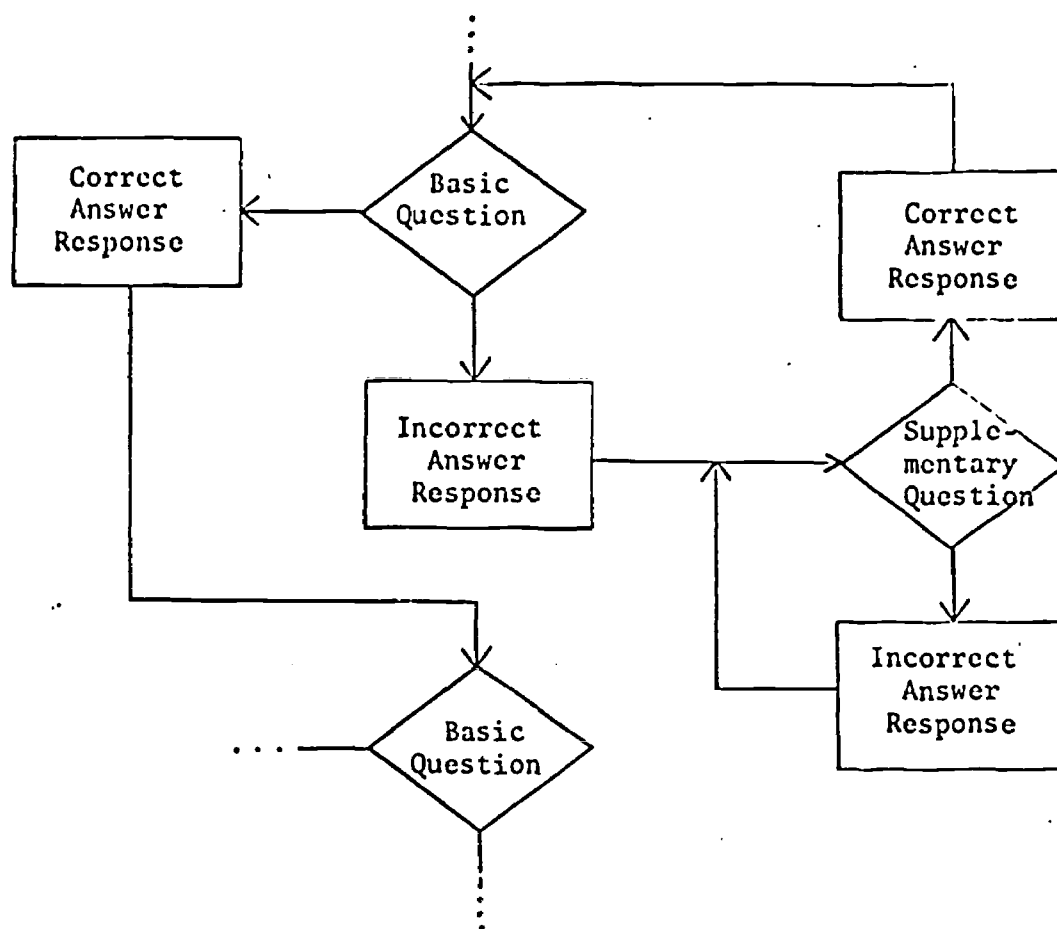 Correct
Answer
Response
Basic
Question
Correct
Answer
Response
Incorrect
Answer
Response
Supple-
mentary
Question
Incorrect
Answer
Response
Basic
Question